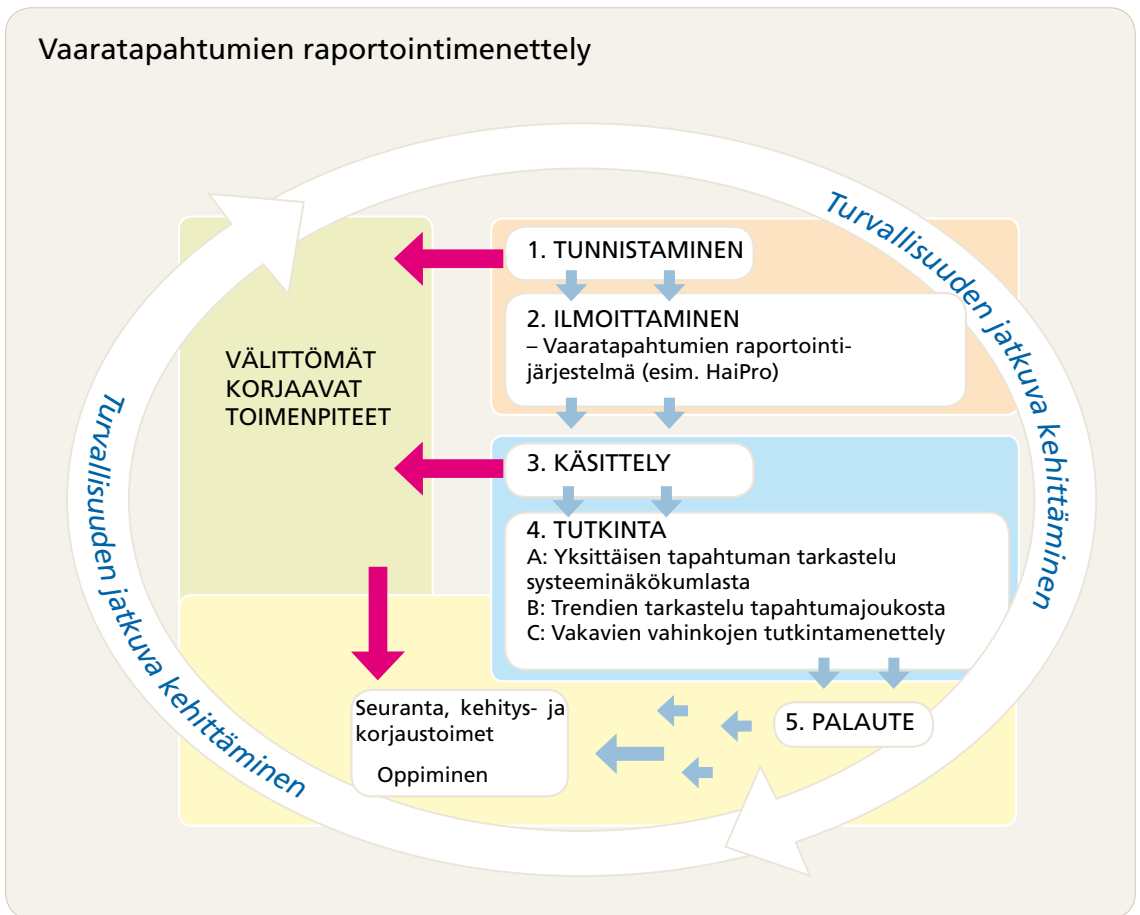 Vaaratapahtumien raportointimenettely
Turvallisuuden jatkuva kehittäminen
1. TUNNISTAMINEN
2. ILMOITTAMINEN
– Vaaratapahtumien raportointi-
järjestelmä (esim. HaiPro)
VÄLITTÖMÄT
KORJAAVAT
TOIMENPITEET
3. KÄSITTELY
4. TUTKINTA
A: Yksittäisen tapahtuman tarkastelu
systeeminäkökumlasta
B: Trendien tarkastelu tapahtumajoukosta
C: Vakavien vahinkojen tutkintamenettely
5. PALAUTE
Seuranta, kehitys- ja
korjaustoimet
Oppiminen
Turvallisuuden jatkuva kehittäminen